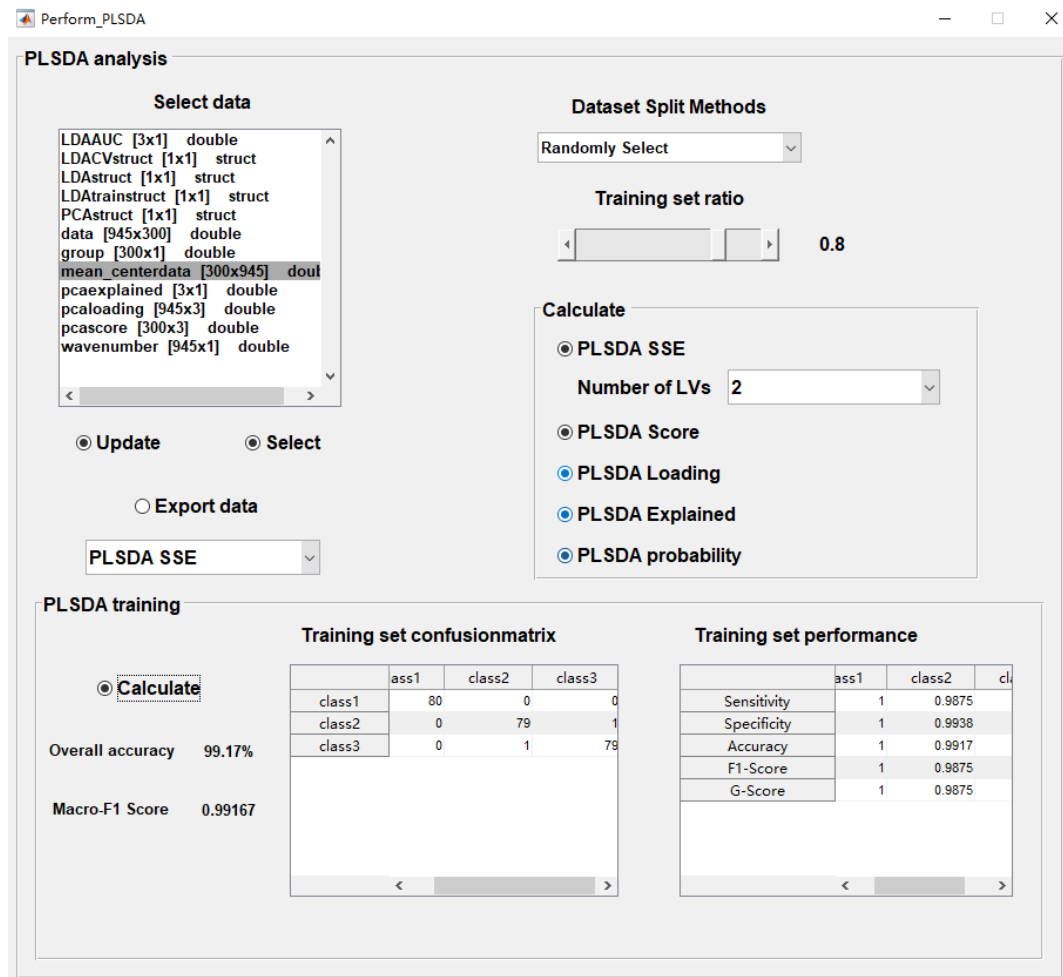 Perform_PLSDA
PLSDA analysis
Select data
LDAAUC [3x1] double
LDACVstruct [1x1] struct
LDAstruct [1x1] struct
LDAtrainstruct [1x1] struct
PCAstruct [1x1] struct
data [945x300] double
group [300x1] double
mean_centerdata [300x945] doub
pcaexplained [3x1] double
pcaloading [945x3] double
pcascore [300x3] double
wavenumber [945x1] double
Update Select
Export data
PLSDA SSE
Dataset Split Methods
Randomly Select
Training set ratio
0.8
Calculate
PLSDA SSE
Number of LVs 2
PLSDA Score
PLSDA Loading
PLSDA Explained
PLSDA probability
PLSDA training
Calculate
Overall accuracy 99.17%
Macro-F1 Score 0.99167
Training set confusionmatrix
ass1 class2 class3
class1 80 0 0
class2 0 79 1
class3 0 1 79
Training set performance
ass1 class2 cl
Sensitivity 1 0.9875
Specificity 1 0.9938
Accuracy 1 0.9917
F1-Score 1 0.9875
G-Score 1 0.9875